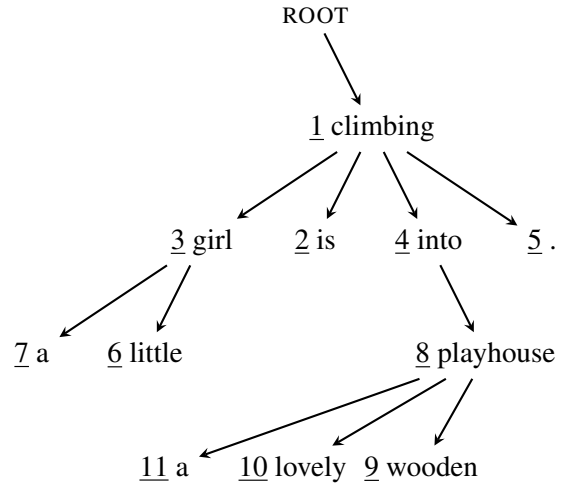 ROOT
1 climbing
3 girl 2 is 4 into 5 .
7 a 6 little 8 playhouse
11 a 10 lovely 9 wooden